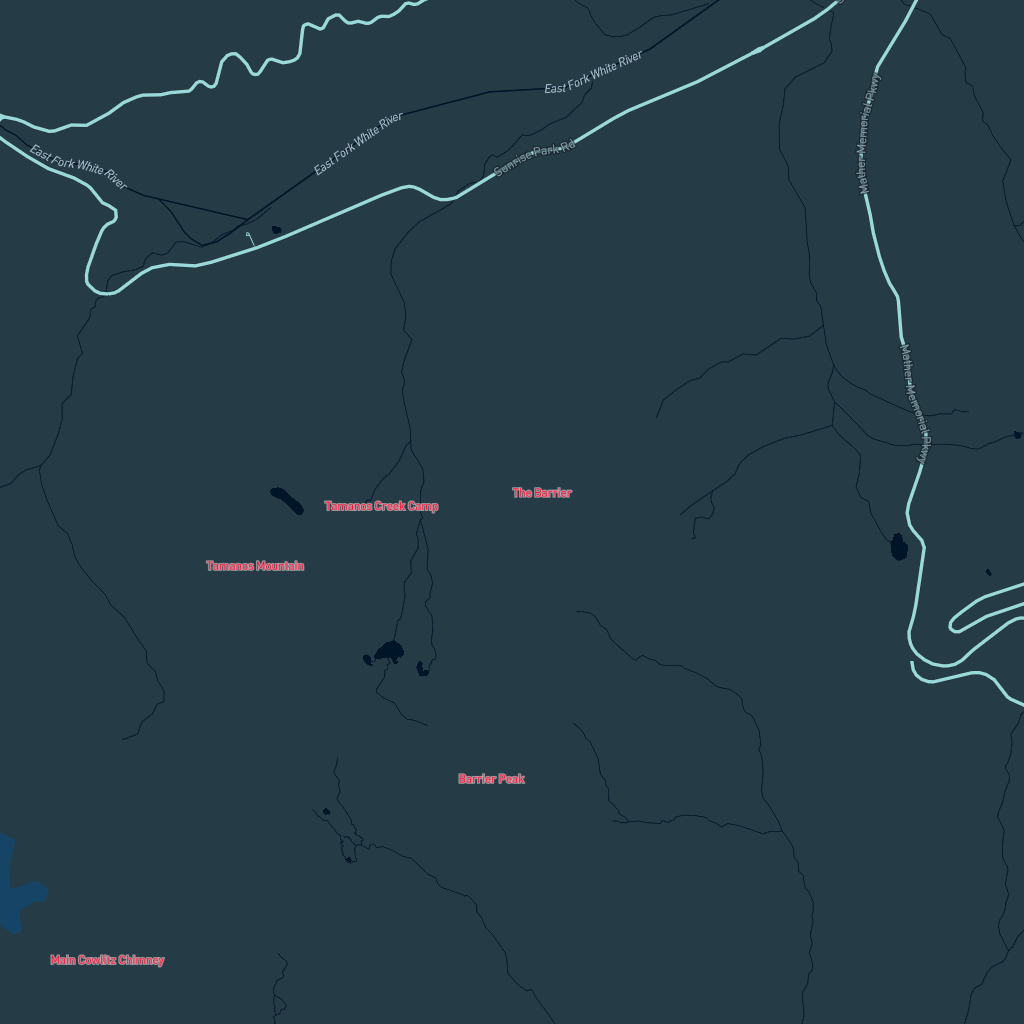 East Fork White River
East Fork White River
East Fork White River
Sunrise Park Rd
Mather Memorial Pkwy
Mather Memorial Pkwy
The Barrier
Tamanos Creek Camp
Tamanos Mountain
Barrier Peak
Main Cowlitz Chimney